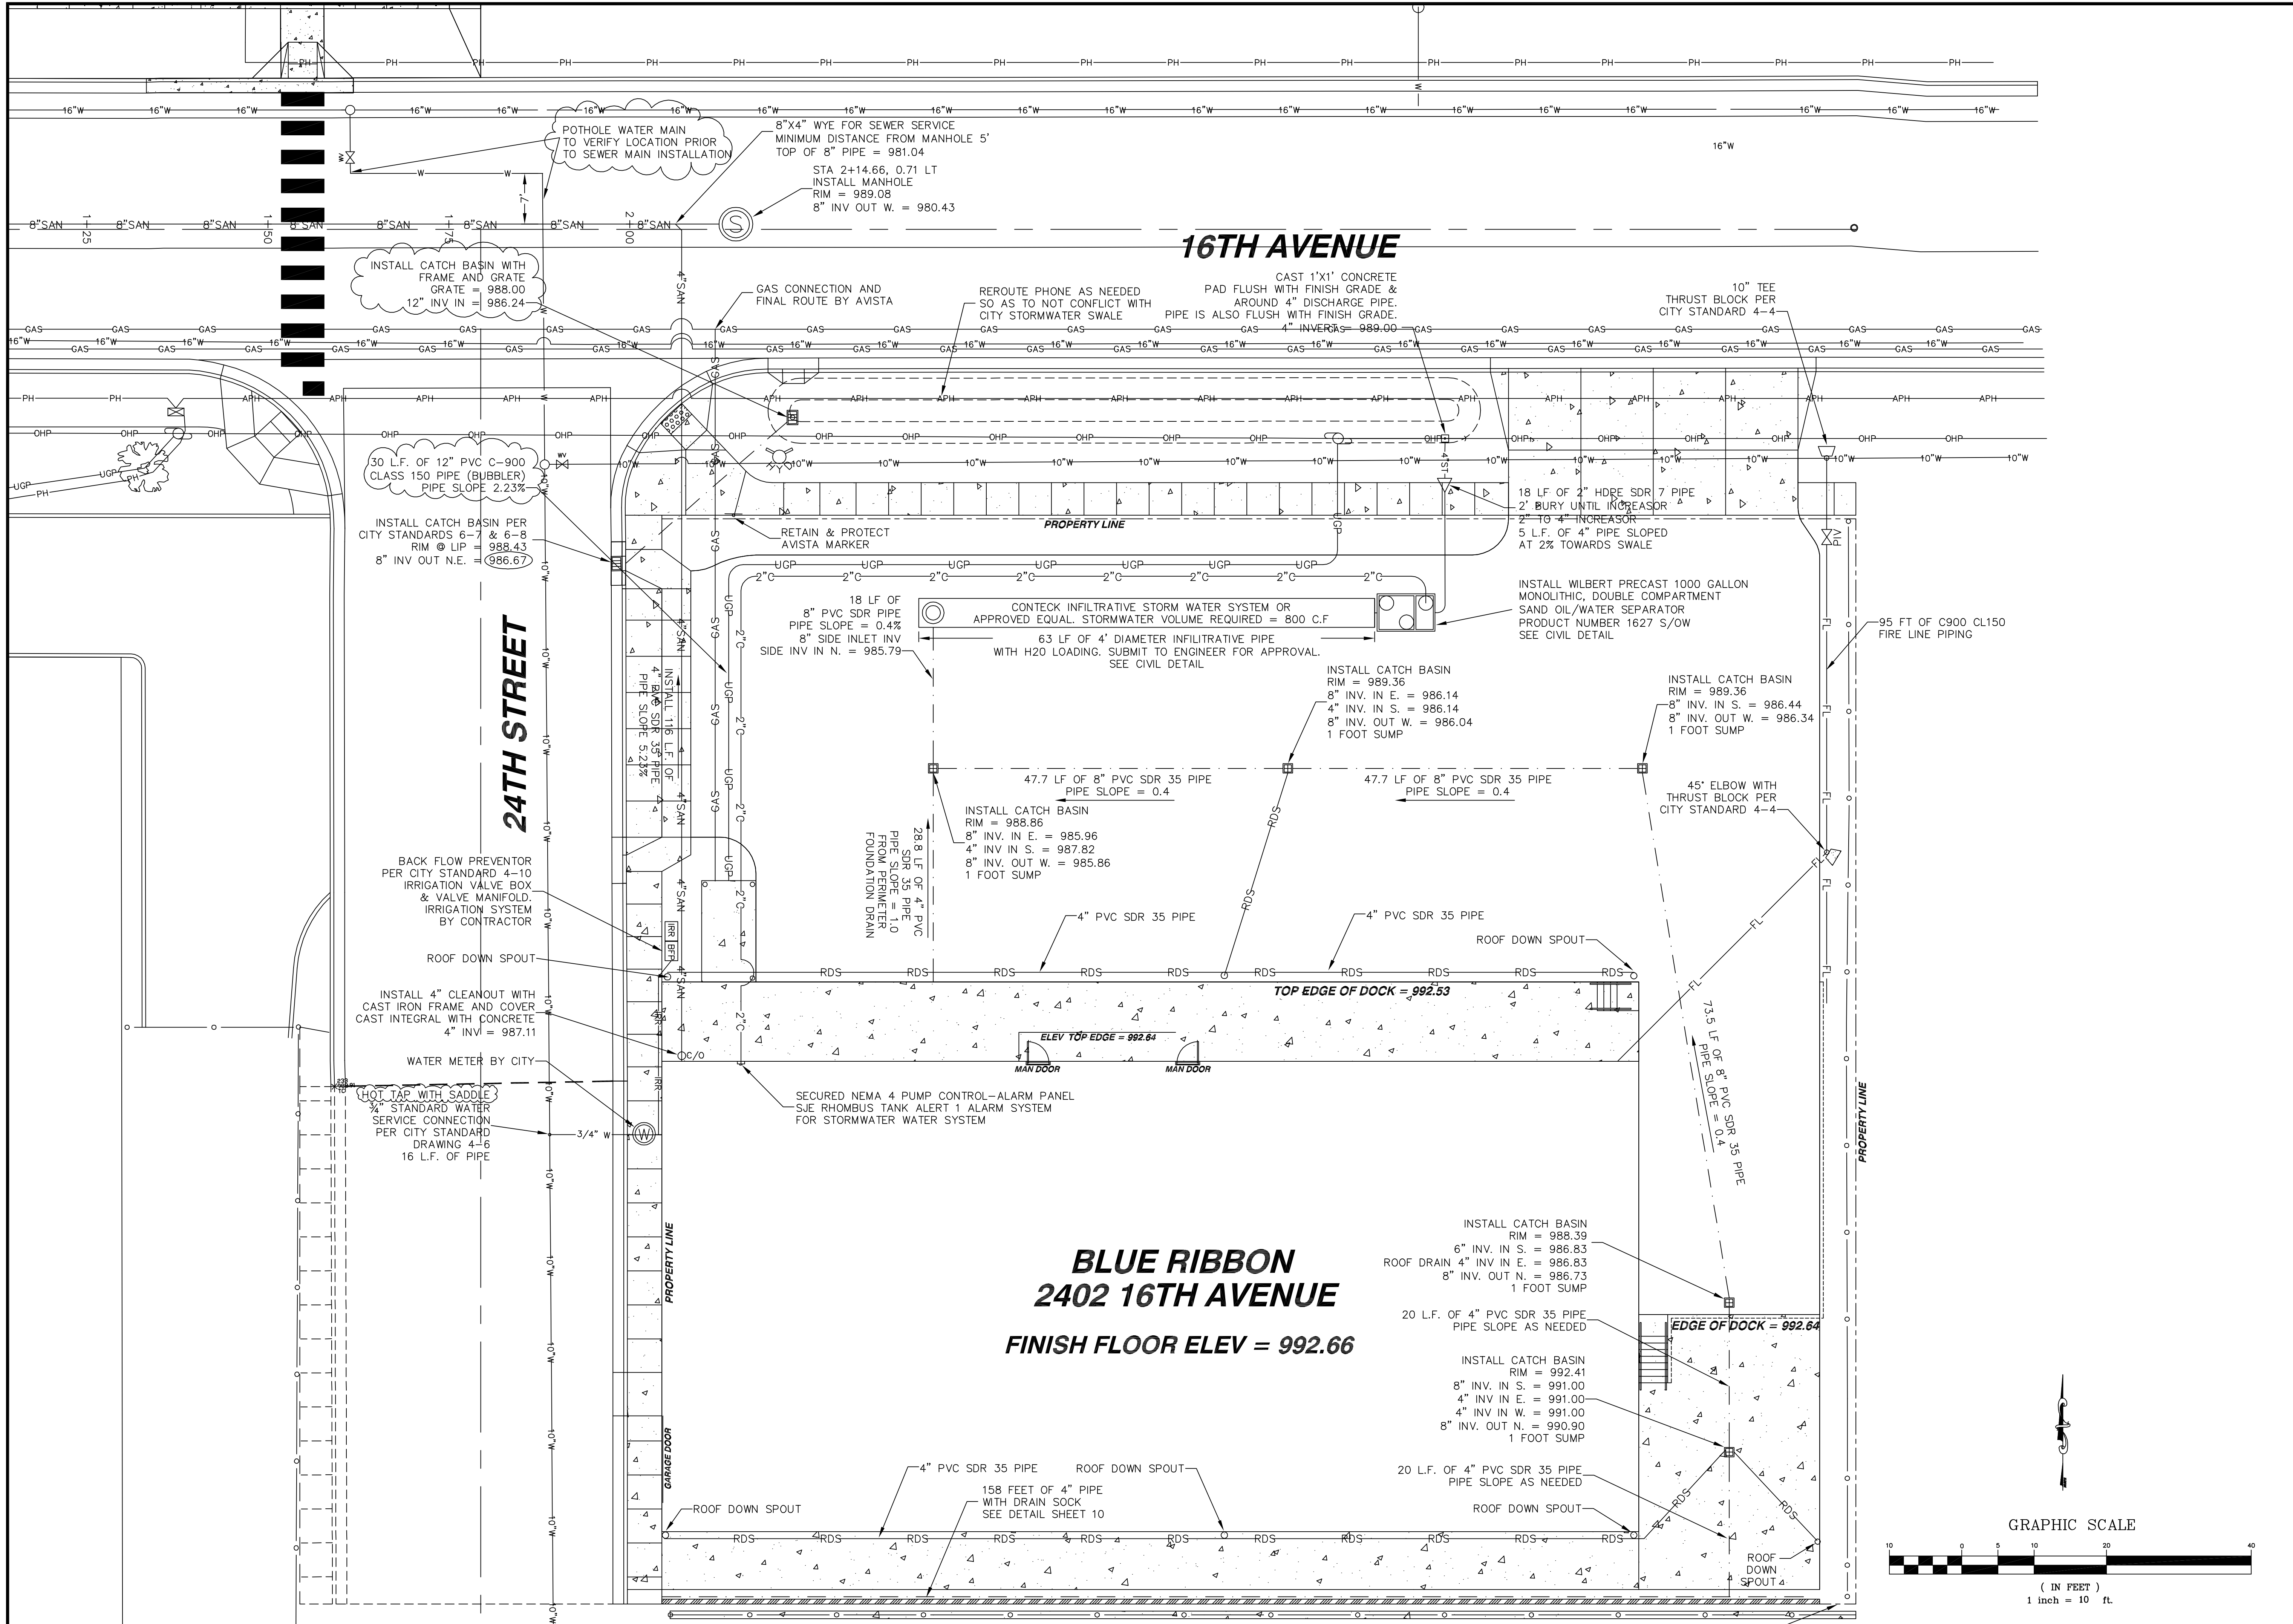 POTHOLE WATER MAIN
TO VERIFY LOCATION PRIOR
TO SEWER MAIN INSTALLATION
8"X4" WYE FOR SEWER SERVICE
MINIMUM DISTANCE FROM MANHOLE 5'
TOP OF 8" PIPE = 981.04
STA 2+14.66, 0.71 LT
INSTALL MANHOLE
RIM = 989.08
8" INV OUT W. = 980.43
16"W
7'
S
1+25
1+50
1+75
2+00
8"SAN
16TH AVENUE
INSTALL CATCH BASIN WITH
FRAME AND GRATE
GRATE = 988.00
12" INV IN = 986.24
GAS CONNECTION AND
FINAL ROUTE BY AVISTA
REROUTE PHONE AS NEEDED
SO AS TO NOT CONFLICT WITH
CITY STORMWATER SWALE
CAST 1'X1' CONCRETE
PAD FLUSH WITH FINISH GRADE &
AROUND 4" DISCHARGE PIPE.
PIPE IS ALSO FLUSH WITH FINISH GRADE.
4" INVERT = 989.00
10" TEE
THRUST BLOCK PER
CITY STANDARD 4-4
30 L.F. OF 12" PVC C-900
CLASS 150 PIPE (BUBBLER)
PIPE SLOPE 2.23%
INSTALL CATCH BASIN PER
CITY STANDARDS 6-7 & 6-8
RIM @ LIP = 988.43
8" INV OUT N.E. = 986.67
RETAIN & PROTECT
AVISTA MARKER
PROPERTY LINE
18 LF OF 2" HDPE SDR 7 PIPE
2' BURY UNTIL INCREASOR
2" TO 4" INCREASOR
5 L.F. OF 4" PIPE SLOPED
AT 2% TOWARDS SWALE
PIV
INSTALL WILBERT PRECAST 1000 GALLON
MONOLITHIC, DOUBLE COMPARTMENT
SAND OIL/WATER SEPARATOR
PRODUCT NUMBER 1627 S/OW
SEE CIVIL DETAIL
18 LF OF
8" PVC SDR PIPE
PIPE SLOPE = 0.4%
8" SIDE INLET INV
SIDE INV IN N. = 985.79
CONTECK INFILTRATIVE STORM WATER SYSTEM OR
APPROVED EQUAL. STORMWATER VOLUME REQUIRED = 800 C.F
63 LF OF 4' DIAMETER INFILITRATIVE PIPE
WITH H20 LOADING. SUBMIT TO ENGINEER FOR APPROVAL.
SEE CIVIL DETAIL
95 FT OF C900 CL150
FIRE LINE PIPING
24TH STREET
INSTALL 116 L.F. OF
4" PVC SDR 35 PIPE
PIPE SLOPE 5.23%
INSTALL CATCH BASIN
RIM = 989.36
8" INV. IN E. = 986.14
4" INV. IN S. = 986.14
8" INV. OUT W. = 986.04
1 FOOT SUMP
INSTALL CATCH BASIN
RIM = 989.36
8" INV. IN S. = 986.44
8" INV. OUT W. = 986.34
1 FOOT SUMP
47.7 LF OF 8" PVC SDR 35 PIPE
PIPE SLOPE = 0.4
47.7 LF OF 8" PVC SDR 35 PIPE
PIPE SLOPE = 0.4
45° ELBOW WITH
THRUST BLOCK PER
CITY STANDARD 4-4
INSTALL CATCH BASIN
RIM = 988.86
8" INV. IN E. = 985.96
4" INV IN S. = 987.82
8" INV. OUT W. = 985.86
1 FOOT SUMP
28.8 LF OF 4" PVC
SDR 35 PIPE
PIPE SLOPE = 1.0
FROM PERIMETER
FOUNDATION DRAIN
BACK FLOW PREVENTOR
PER CITY STANDARD 4-10
IRRIGATION VALVE BOX
& VALVE MANIFOLD.
IRRIGATION SYSTEM
BY CONTRACTOR
IRR BFP
ROOF DOWN SPOUT
4" PVC SDR 35 PIPE
4" PVC SDR 35 PIPE
ROOF DOWN SPOUT
INSTALL 4" CLEANOUT WITH
CAST IRON FRAME AND COVER
CAST INTEGRAL WITH CONCRETE
4" INV = 987.11
C/O
TOP EDGE OF DOCK = 992.53
ELEV TOP EDGE = 992.64
MAN DOOR
MAN DOOR
WATER METER BY CITY
HOT TAP WITH SADDLE
¾" STANDARD WATER
SERVICE CONNECTION
PER CITY STANDARD
DRAWING 4-6
16 L.F. OF PIPE
3/4" W
W
SECURED NEMA 4 PUMP CONTROL-ALARM PANEL
SJE RHOMBUS TANK ALERT 1 ALARM SYSTEM
FOR STORMWATER WATER SYSTEM
73.5 LF OF 8" PVC SDR 35 PIPE
PIPE SLOPE = 0.4
PROPERTY LINE
PROPERTY LINE
BLUE RIBBON
2402 16TH AVENUE
FINISH FLOOR ELEV = 992.66
INSTALL CATCH BASIN
RIM = 988.39
6" INV. IN S. = 986.83
ROOF DRAIN 4" INV IN E. = 986.83
8" INV. OUT N. = 986.73
1 FOOT SUMP
20 L.F. OF 4" PVC SDR 35 PIPE
PIPE SLOPE AS NEEDED
EDGE OF DOCK = 992.64
INSTALL CATCH BASIN
RIM = 992.41
8" INV. IN S. = 991.00
4" INV IN E. = 991.00
4" INV IN W. = 991.00
8" INV. OUT N. = 990.90
1 FOOT SUMP
GARAGE DOOR
20 L.F. OF 4" PVC SDR 35 PIPE
PIPE SLOPE AS NEEDED
4" PVC SDR 35 PIPE
ROOF DOWN SPOUT
158 FEET OF 4" PIPE
WITH DRAIN SOCK
SEE DETAIL SHEET 10
ROOF DOWN SPOUT
ROOF DOWN SPOUT
ROOF
DOWN
SPOUT
GRAPHIC SCALE
10 0 5 10 20 40
( IN FEET )
1 inch = 10 ft.